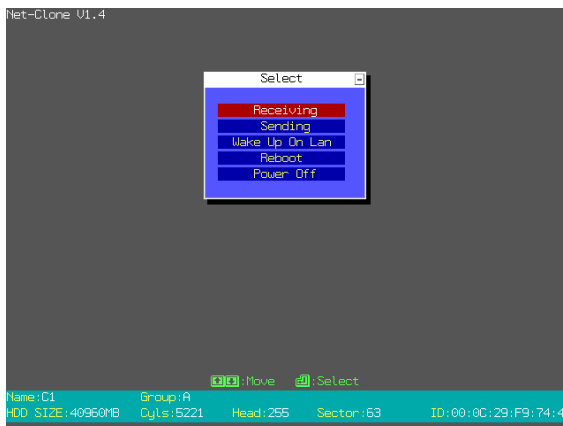 Net-Clone V1.4
Select
Receiving
Sending
Wake Up On Lan
Reboot
Power Off
:Move :Select
Name:C1 Group:A
HDD SIZE:40960MB Cyls:5221 Head:255 Sector:63 ID:00:0C:29:F9:74:4